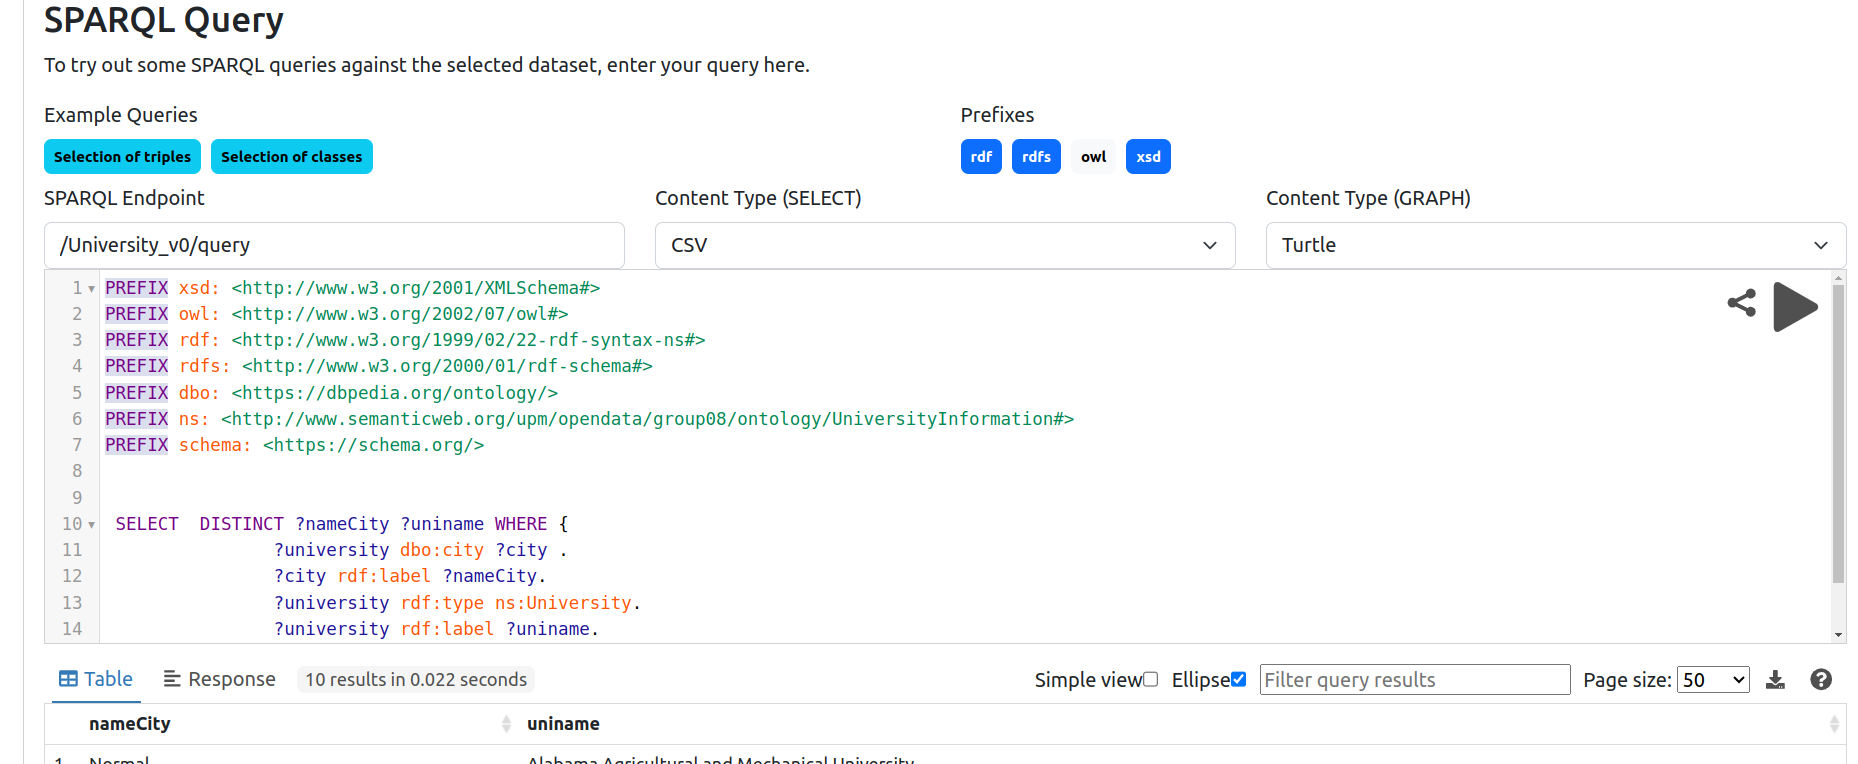 SPARQL Query
To try out some SPARQL queries against the selected dataset, enter your query here.
Example Queries
Prefixes
Selection of triples
Selection of classes
rdf
rdfs
owl
xsd
SPARQL Endpoint
Content Type (SELECT)
Content Type (GRAPH)
/University_v0/query
CSV
Turtle
1 PREFIX xsd: <http://www.w3.org/2001/XMLSchema#>
2 PREFIX owl: <http://www.w3.org/2002/07/owl#>
3 PREFIX rdf: <http://www.w3.org/1999/02/22-rdf-syntax-ns#>
4 PREFIX rdfs: <http://www.w3.org/2000/01/rdf-schema#>
5 PREFIX dbo: <https://dbpedia.org/ontology/>
6 PREFIX ns: <http://www.semanticweb.org/upm/opendata/group08/ontology/UniversityInformation#>
7 PREFIX schema: <https://schema.org/>
8
9
10 SELECT  DISTINCT ?nameCity ?uniname WHERE {
11 ?university dbo:city ?city .
12 ?city rdf:label ?nameCity.
13 ?university rdf:type ns:University.
14 ?university rdf:label ?uniname.
Table
Response
10 results in 0.022 seconds
Simple view
Ellipse
Filter query results
Page size: 50
nameCity
uniname
1 Normal Alabama Agricultural and Mechanical University